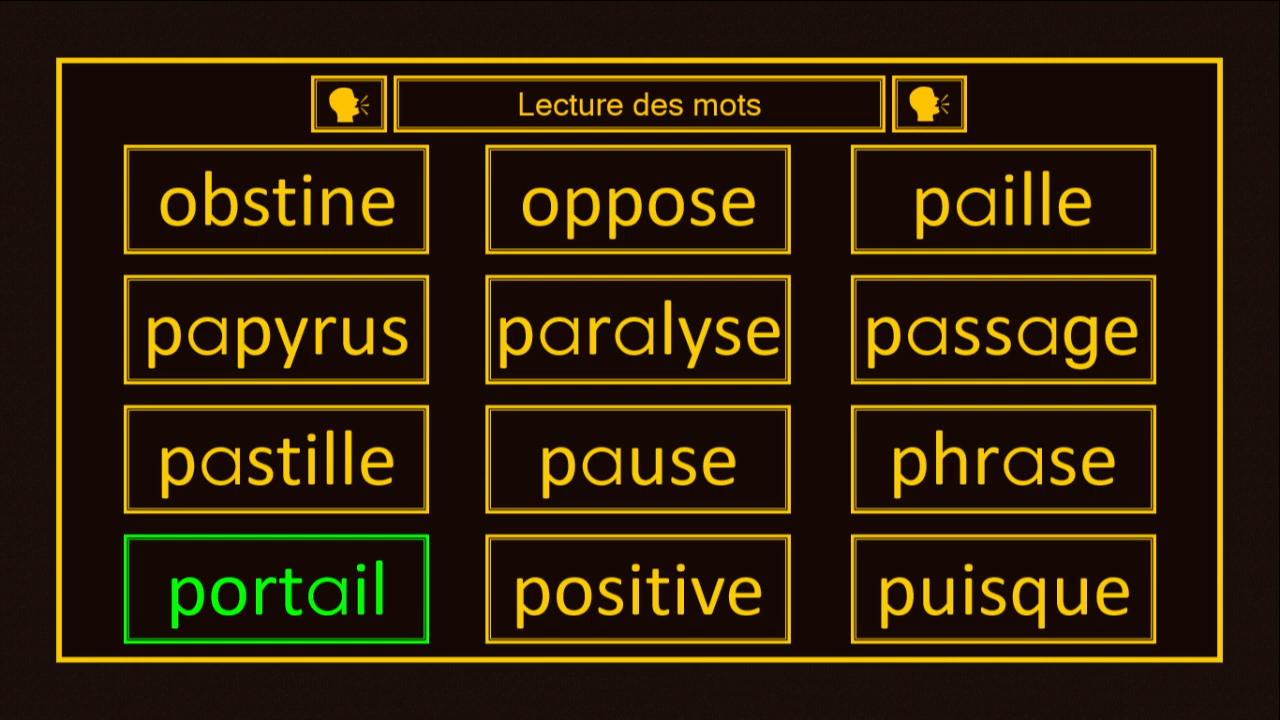 Lecture des mots
obstine oppose paille
papyrus paralyse passage
pastille pause phrase
portail positive puisque